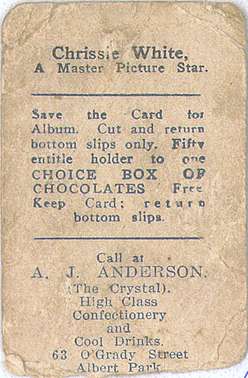 Chrissie White,
A Master Picture Star.
Save the Card for
Album. Cut and return
bottom slips only. Fifty
entitle holder to one
CHOICE BOX OF
CHOCOLATES Free
Keep Card; return
bottom slips.
Call at
A. J. ANDERSON.
(The Crystal).
High Class
Confectionery
and
Cool Drinks.
63 O'Grady Street
Albert Park